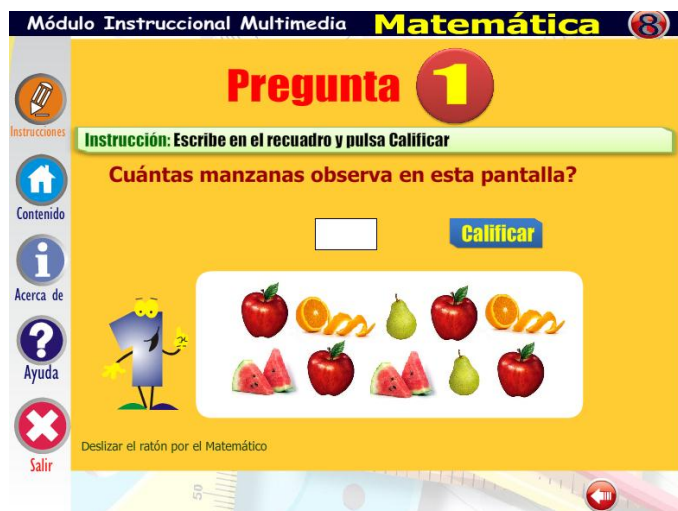 Módulo Instruccional Multimedia Matemática 8
Pregunta 1
Instrucciones
Instrucción: Escribe en el recuadro y pulsa Calificar
Cuántas manzanas observa en esta pantalla?
Contenido
Calificar
Acerca de
Ayuda
Deslizar el ratón por el Matemático
Salir
50